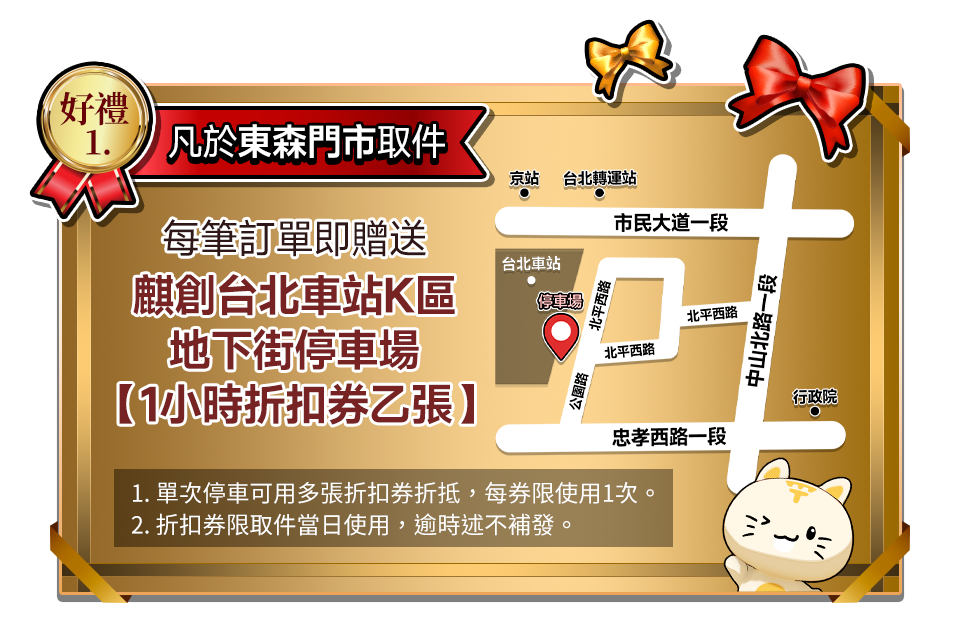 好禮
1.
凡於東森門市取件
每筆訂單即贈送
麒創台北車站K區
地下街停車場
【1小時折扣券乙張】
1. 單次停車可用多張折扣券折抵，每券限使用1次。
2. 折扣券限取件當日使用，逾時述不補發。
京站
台北轉運站
市民大道一段
台北車站
停車場
北平西路
北平西路
北平西路
中山北路一段
公園路
行政院
忠孝西路一段